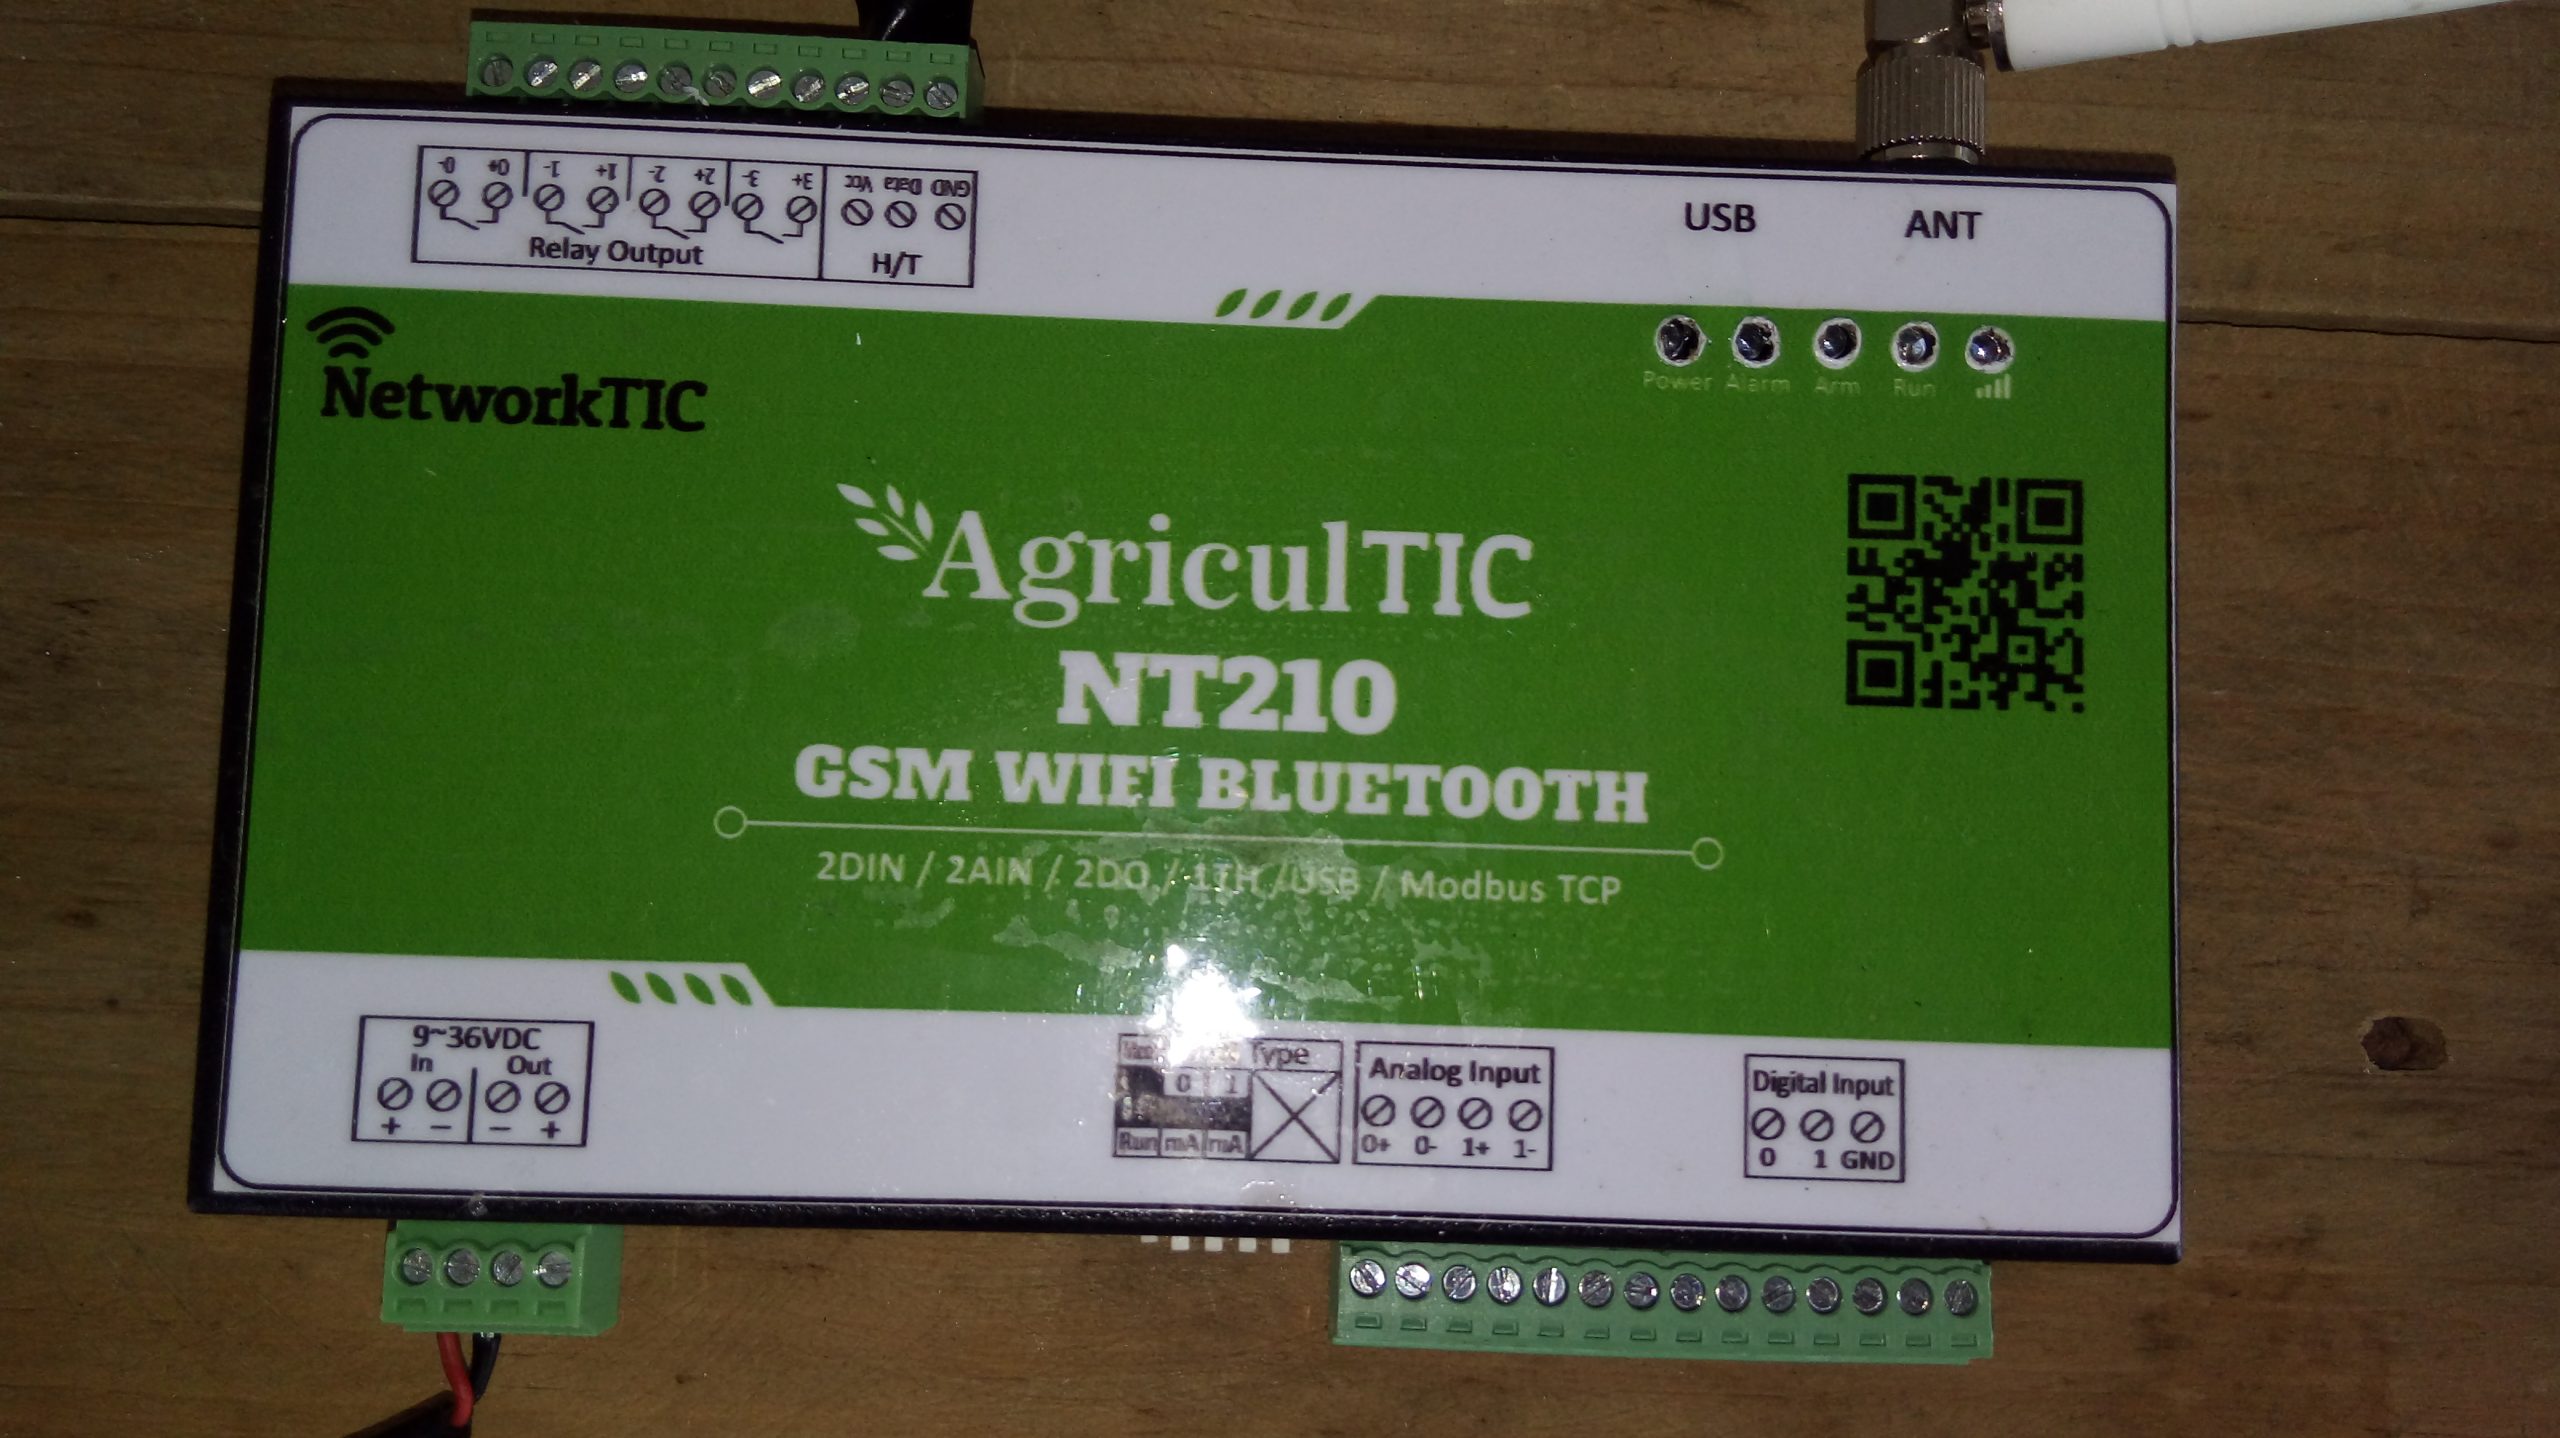 0- 0+ 1- 1+ 2- 2+ 3- 3+ Vcc Data GND
Relay Output H/T
USB ANT
NetworkTIC
Power Alarm Arm Run
AgriculTIC
NT210
GSM WIFI BLUETOOTH
2DIN / 2AIN / 2DO / 1TH /USB / Modbus TCP
9~36VDC
In Out
+ - - +
Type
0 1
Run mA mA
Analog Input
0+ 0- 1+ 1-
Digital Input
0 1 GND